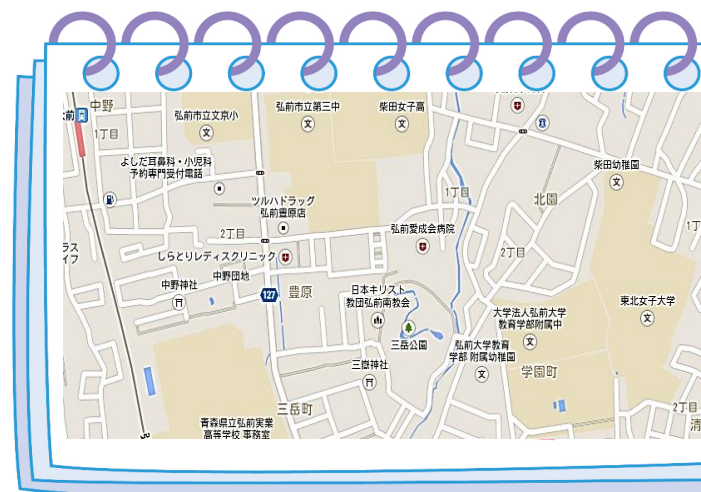 中野
1丁目
弘前市立文京小
弘前市立第三中
柴田女子高
よしだ耳鼻科・小児科
予約専門受付電話
ツルハドラッグ
弘前豊原店
柴田幼稚園
1丁目
北園
2丁目
2丁目
弘前愛成会病院
しらとりレディスクリニック
中野団地
中野神社
127
豊原
日本キリスト
教団弘前南教会
三岳公園
大学法人弘前大学
教育学部附属中
東北女子大学
弘前大学教育
学部 附属幼稚園
三嶽神社
学園町
三岳町
青森県立弘前実業
高等学校 事務室
2丁目